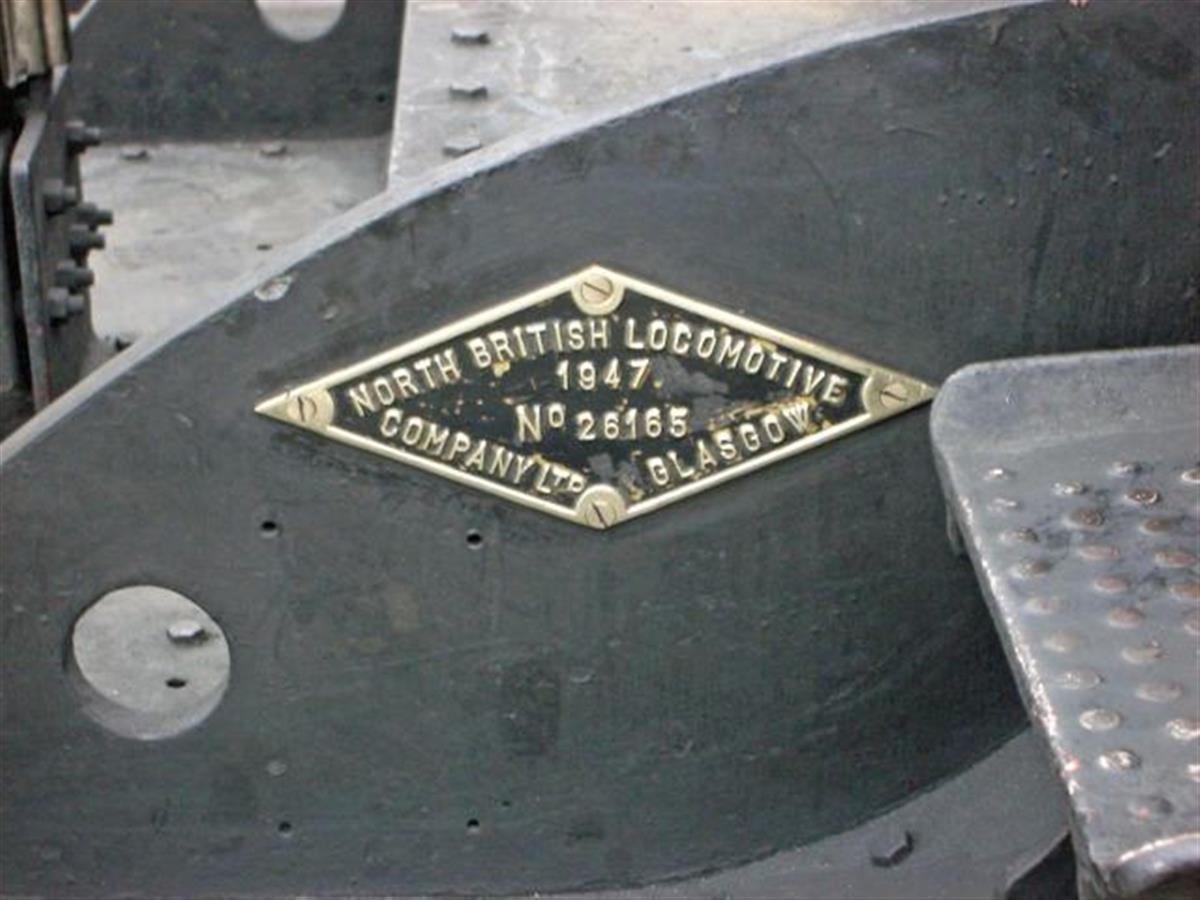 NORTH BRITISH LOCOMOTIVE
1947.
No 26165
COMPANY LTD GLASGOW